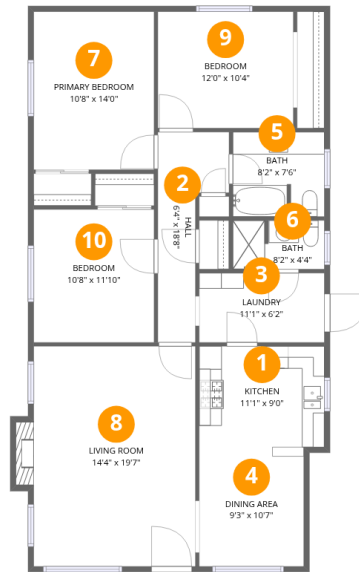 9
BEDROOM
12'0" x 10'4"
7
PRIMARY BEDROOM
10'8" x 14'0"
5
BATH
8'2" x 7'6"
2
HALL
6'4" x 18'8"
6
BATH
8'2" x 4'4"
10
BEDROOM
10'8" x 11'10"
3
LAUNDRY
11'1" x 6'2"
1
KITCHEN
11'1" x 9'0"
8
LIVING ROOM
14'4" x 19'7"
4
DINING AREA
9'3" x 10'7"